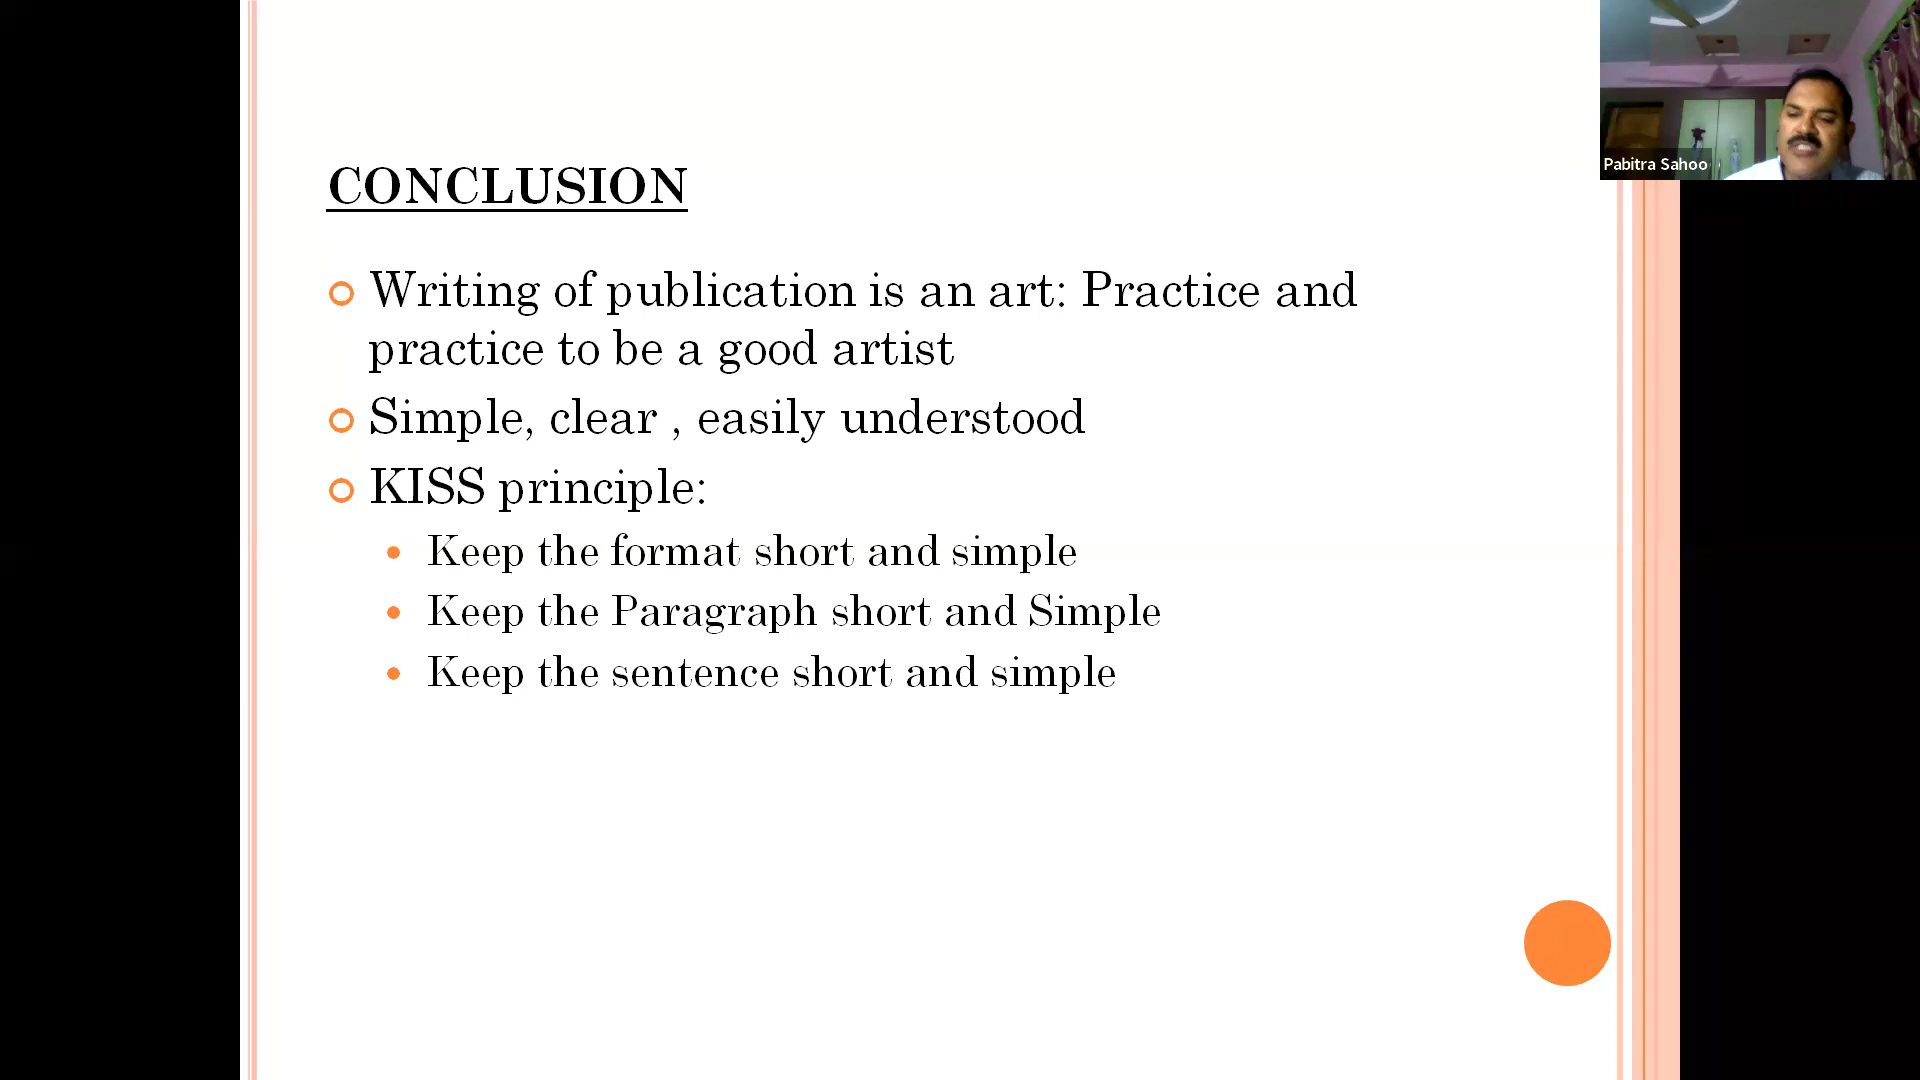 CONCLUSION
Writing of publication is an art: Practice and
practice to be a good artist
Simple, clear , easily understood
KISS principle:
Keep the format short and simple
Keep the Paragraph short and Simple
Keep the sentence short and simple
Pabitra Sahoo